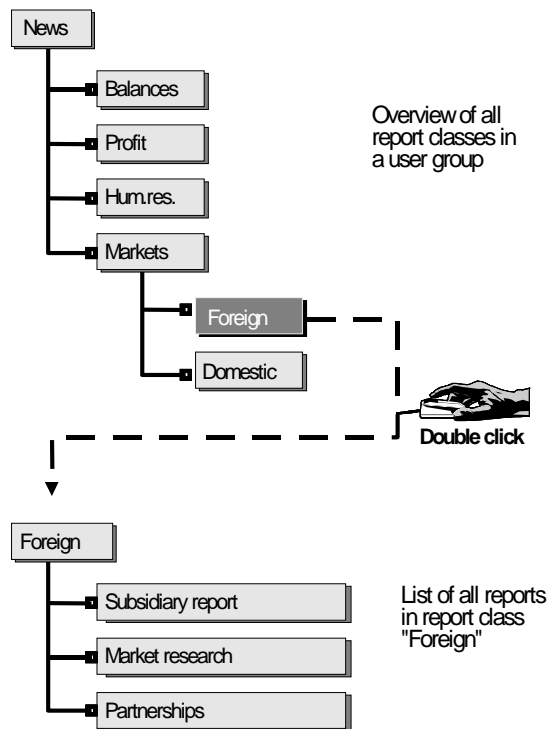 News
Balances
Overview of all
report classes in
a user group
Profit
Hum.res.
Markets
Foreign
Domestic
Double click
Foreign
Subsidiary report
List of all reports
in report class
"Foreign"
Market research
Partnerships